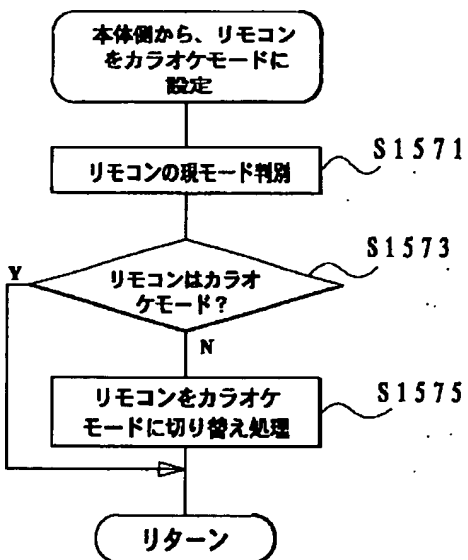 本体側から、リモコン
をカラオケモードに
設定
リモコンの現モード判別
S1571
リモコンはカラオ
ケモード?
S1573
Y
N
リモコンをカラオケ
モードに切り替え処理
S1575
リターン